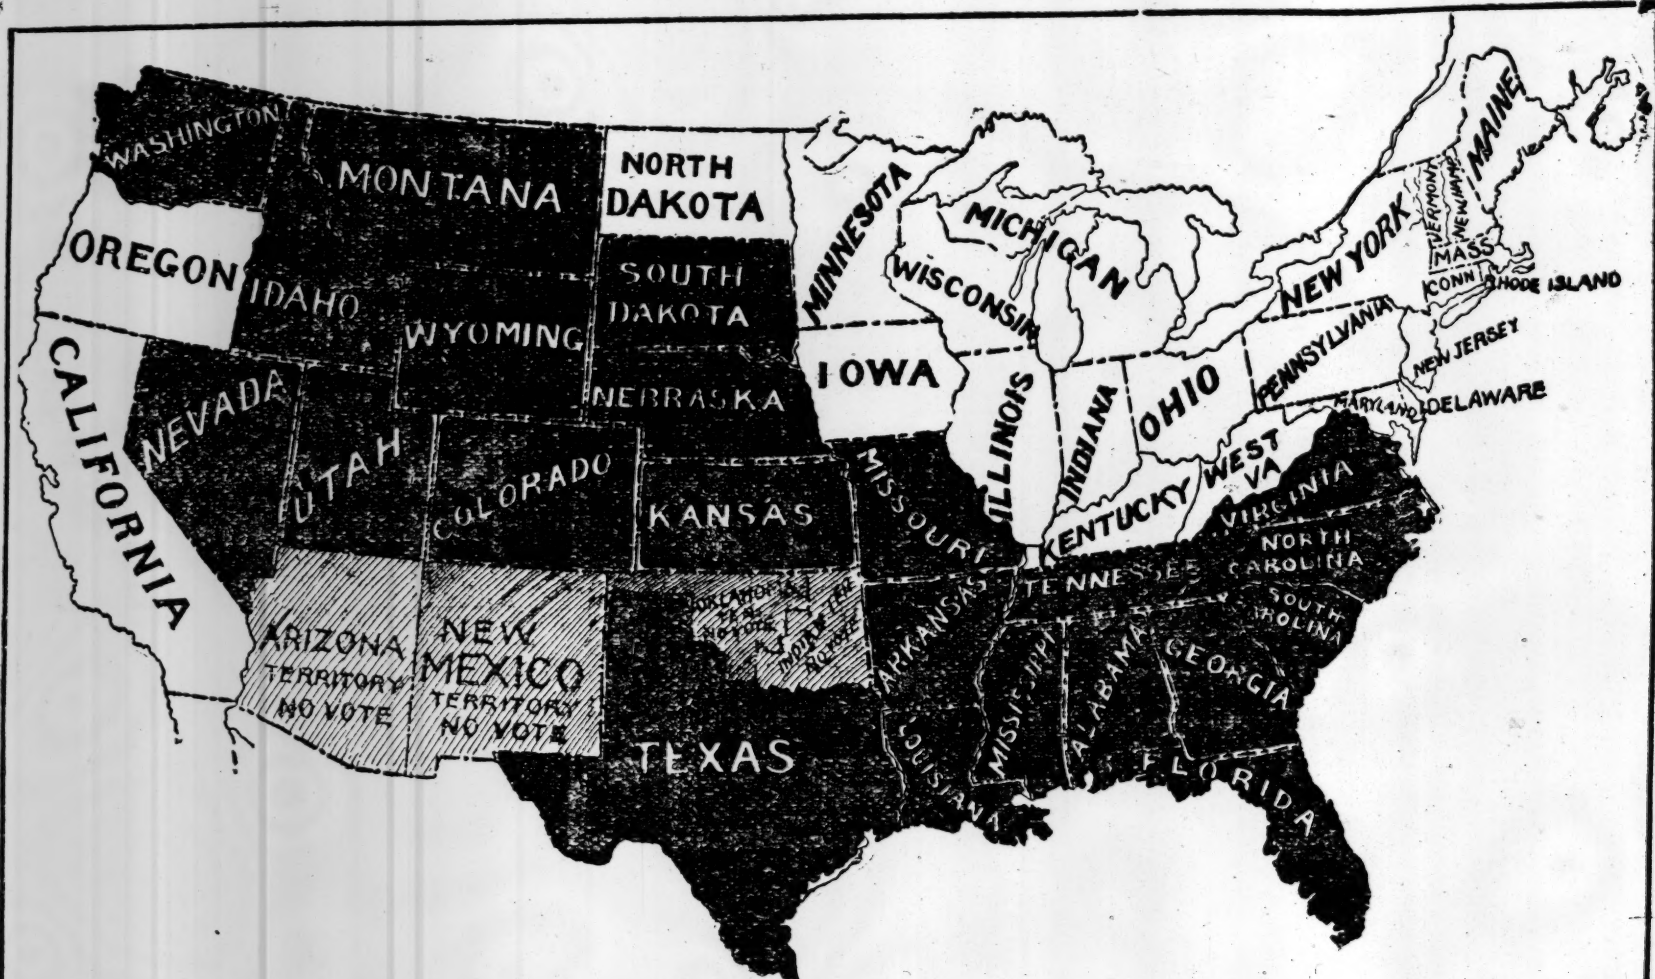 WASHINGTON
MONTANA
NORTH
DAKOTA
MINNESOTA
MICHIGAN
WISCONSIN
MAINE
VERMONT
NEW HAMP
NEW YORK
MASS
CONN
RHODE ISLAND
OREGON
IDAHO
WYOMING
SOUTH
DAKOTA
IOWA
NEBRASKA
ILLINOIS
INDIANA
OHIO
PENNSYLVANIA
NEW JERSEY
MARYLAND
DELAWARE
CALIFORNIA
NEVADA
UTAH
COLORADO
KANSAS
MISSOURI
KENTUCKY
WEST
VA
VIRGINIA
NORTH
CAROLINA
TENNESSEE
SOUTH
ARIZONA
TERRITORY
NO VOTE
NEW
MEXICO
TERRITORY
NO VOTE
NO VOTE
NO VOTE
ARKANSAS
MISSISSIPPI
ALABAMA
GEORGIA
TEXAS
LOUISIANA
FLORIDA